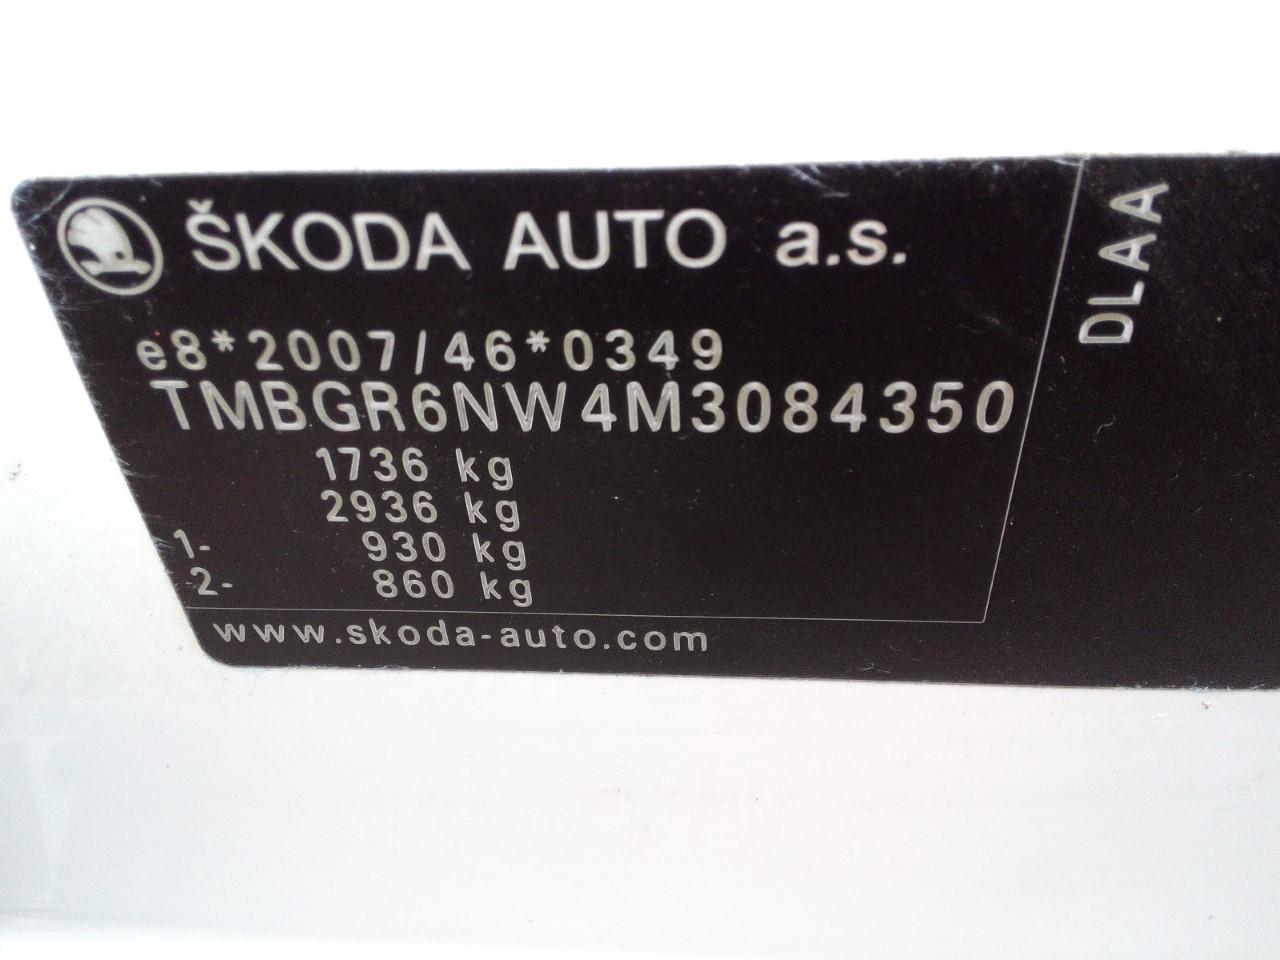 ŠKODA AUTO a.s.
e8*2007/46*0349
TMBGR6NW4M3084350
1736 kg
2936 kg
1- 930 kg
2- 860 kg
www.skoda-auto.com
DLAA